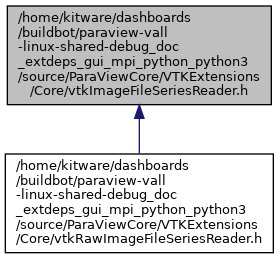 /home/kitware/dashboards
/buildbot/paraview-vall
-linux-shared-debug_doc
_extdeps_gui_mpi_python_python3
/source/ParaViewCore/VTKExtensions
/Core/vtkImageFileSeriesReader.h
/home/kitware/dashboards
/buildbot/paraview-vall
-linux-shared-debug_doc
_extdeps_gui_mpi_python_python3
/source/ParaViewCore/VTKExtensions
/Core/vtkRawImageFileSeriesReader.h